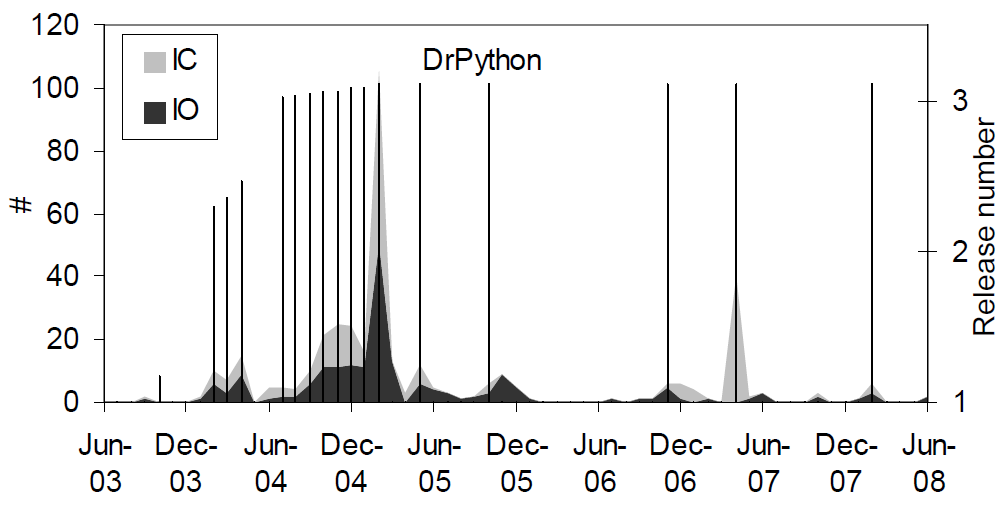 DrPython
IC
IO
120
100
80
60
40
20
0
#
3
2
1
Release number
Jun-
03
Dec-
03
Jun-
04
Dec-
04
Jun-
05
Dec-
05
Jun-
06
Dec-
06
Jun-
07
Dec-
07
Jun-
08